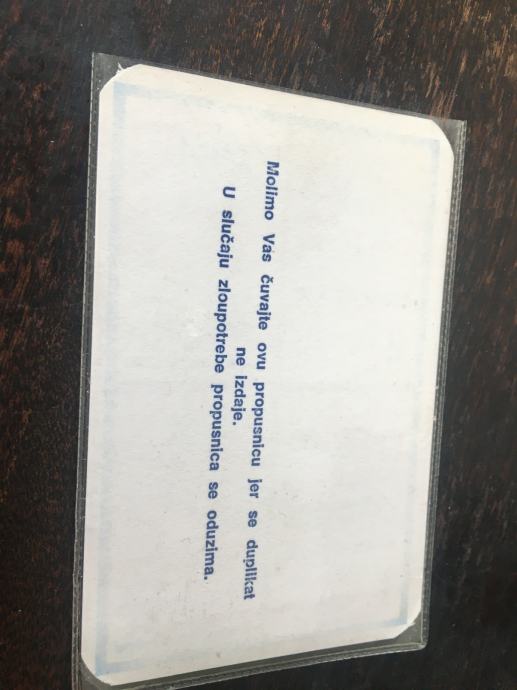 Molimo Vas čuvajte ovu propusnicu jer se duplikat
ne izdaje.
U slučaju zloupotrebe propusnica se oduzima.